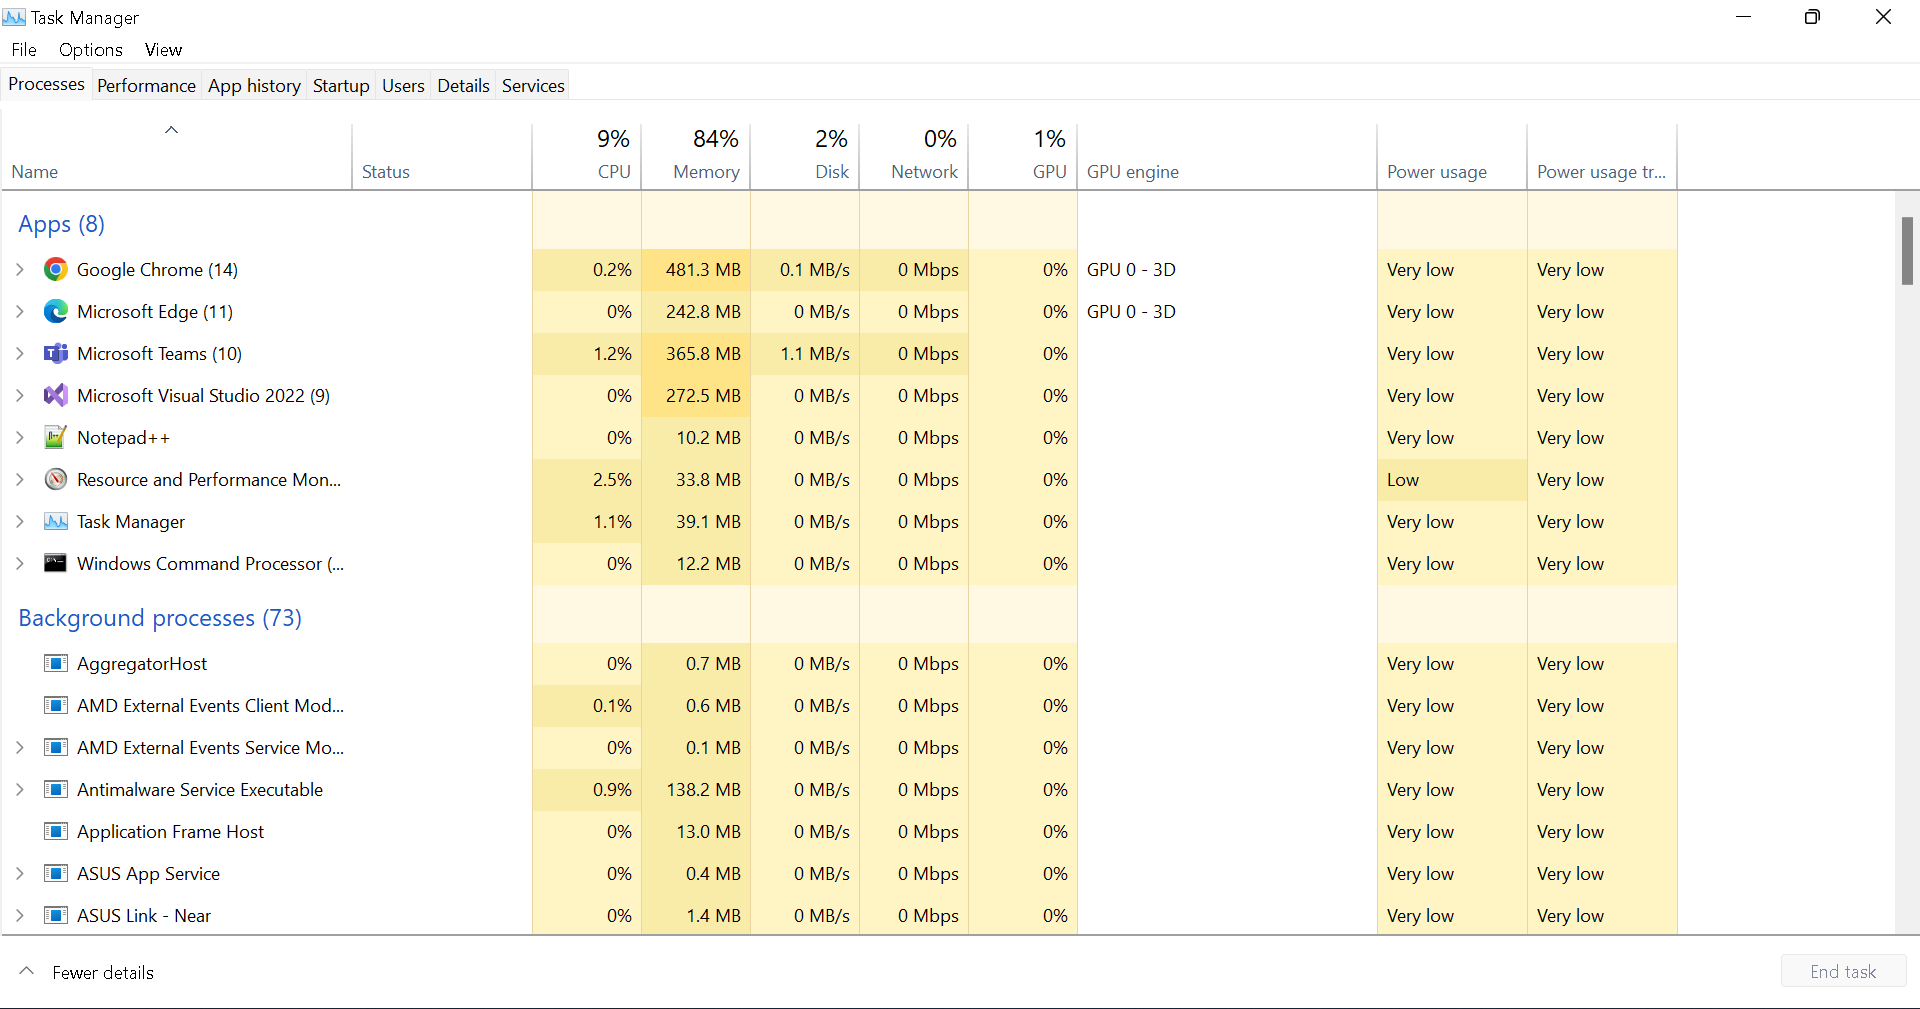 Task Manager
File Options View
Processes Performance App history Startup Users Details Services
9% 84% 2% 0% 1%
Name Status CPU Memory Disk Network GPU GPU engine Power usage Power usage tr...
Apps (8)
Google Chrome (14) 0.2% 481.3 MB 0.1 MB/s 0 Mbps 0% GPU 0 - 3D Very low Very low
Microsoft Edge (11) 0% 242.8 MB 0 MB/s 0 Mbps 0% GPU 0 - 3D Very low Very low
Microsoft Teams (10) 1.2% 365.8 MB 1.1 MB/s 0 Mbps 0% Very low Very low
Microsoft Visual Studio 2022 (9) 0% 272.5 MB 0 MB/s 0 Mbps 0% Very low Very low
Notepad++ 0% 10.2 MB 0 MB/s 0 Mbps 0% Very low Very low
Resource and Performance Mon... 2.5% 33.8 MB 0 MB/s 0 Mbps 0% Low Very low
Task Manager 1.1% 39.1 MB 0 MB/s 0 Mbps 0% Very low Very low
Windows Command Processor (... 0% 12.2 MB 0 MB/s 0 Mbps 0% Very low Very low
Background processes (73)
AggregatorHost 0% 0.7 MB 0 MB/s 0 Mbps 0% Very low Very low
AMD External Events Client Mod... 0.1% 0.6 MB 0 MB/s 0 Mbps 0% Very low Very low
AMD External Events Service Mo... 0% 0.1 MB 0 MB/s 0 Mbps 0% Very low Very low
Antimalware Service Executable 0.9% 138.2 MB 0 MB/s 0 Mbps 0% Very low Very low
Application Frame Host 0% 13.0 MB 0 MB/s 0 Mbps 0% Very low Very low
ASUS App Service 0% 0.4 MB 0 MB/s 0 Mbps 0% Very low Very low
ASUS Link - Near 0% 1.4 MB 0 MB/s 0 Mbps 0% Very low Very low
Fewer details End task